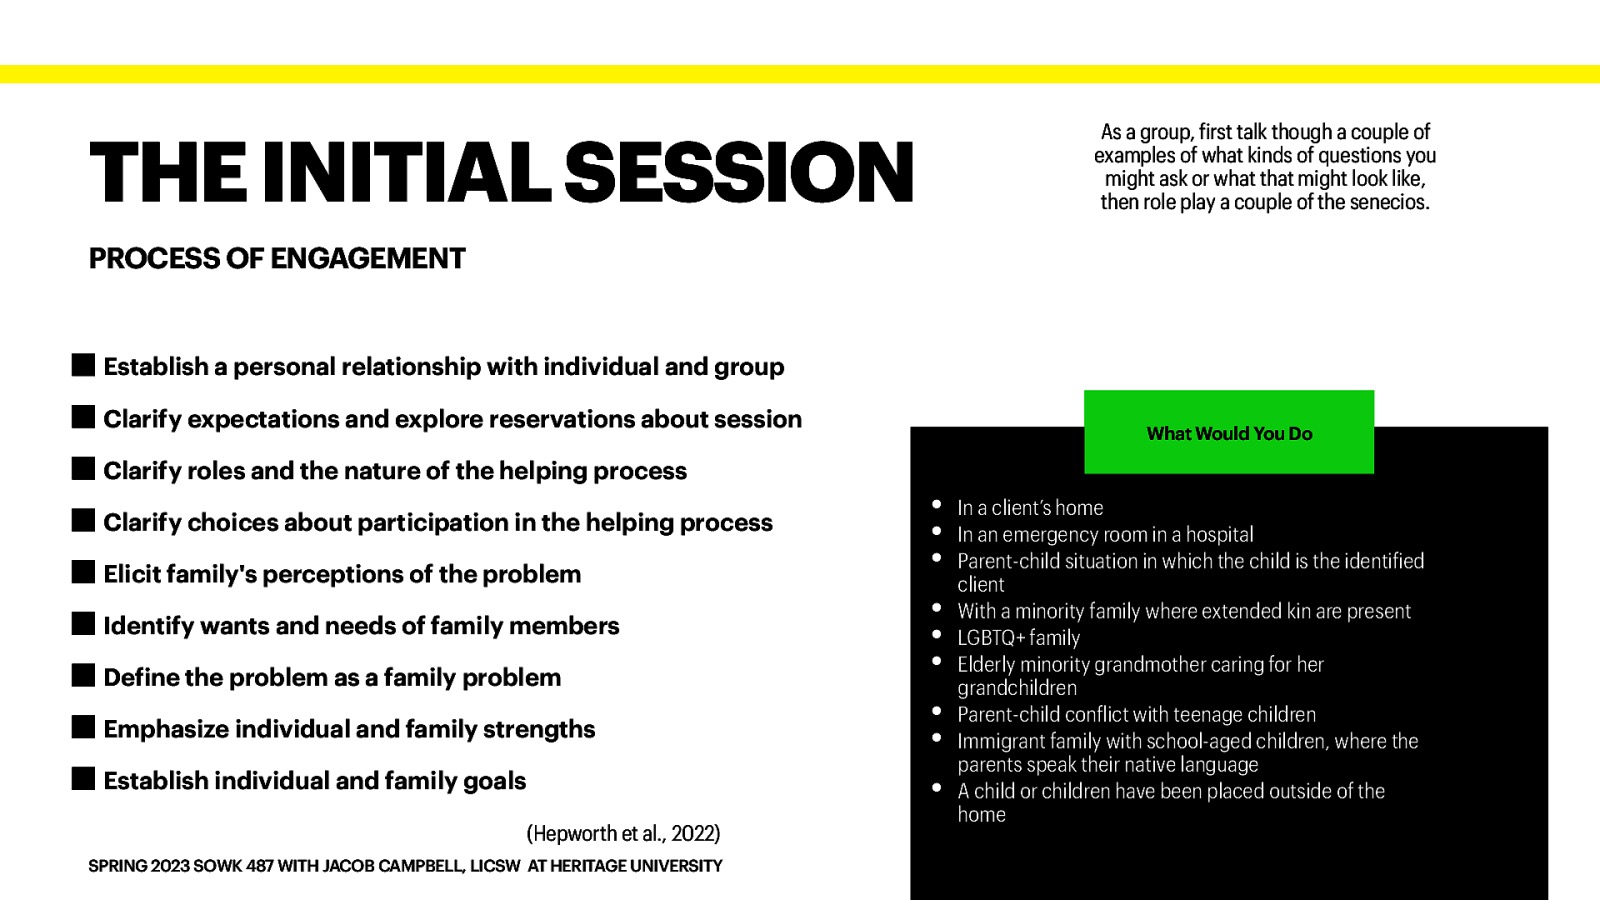 THE INITIAL SESSION
PROCESS OF ENGAGEMENT
As a group, first talk though a couple of
examples of what kinds of questions you
might ask or what that might look like,
then role play a couple of the senecios.
Establish a personal relationship with individual and group
Clarify expectations and explore reservations about session
Clarify roles and the nature of the helping process
Clarify choices about participation in the helping process
Elicit family's perceptions of the problem
Identify wants and needs of family members
Define the problem as a family problem
Emphasize individual and family strengths
Establish individual and family goals
(Hepworth et al., 2022)
SPRING 2023 SOWK 487 WITH JACOB CAMPBELL, LICSW AT HERITAGE UNIVERSITY
What Would You Do
• In a client’s home
• In an emergency room in a hospital
• Parent-child situation in which the child is the identified
client
• With a minority family where extended kin are present
• LGBTQ+ family
• Elderly minority grandmother caring for her
grandchildren
• Parent-child conflict with teenage children
• Immigrant family with school-aged children, where the
parents speak their native language
• A child or children have been placed outside of the
home